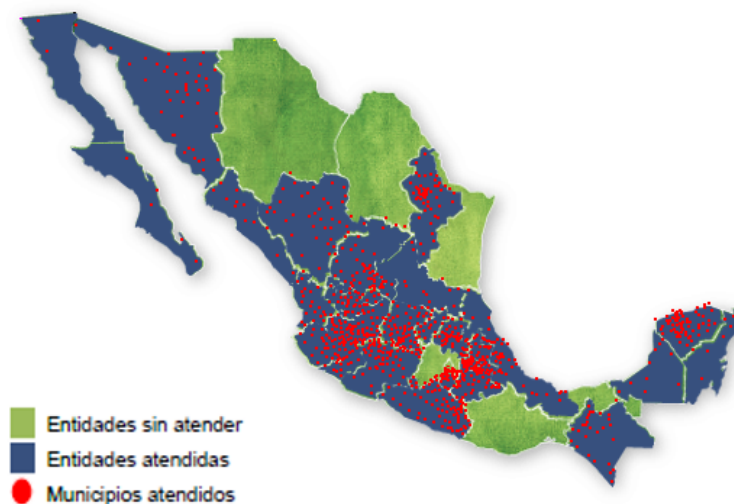 Entidades sin atender
Entidades atendidas
Municipios atendidos